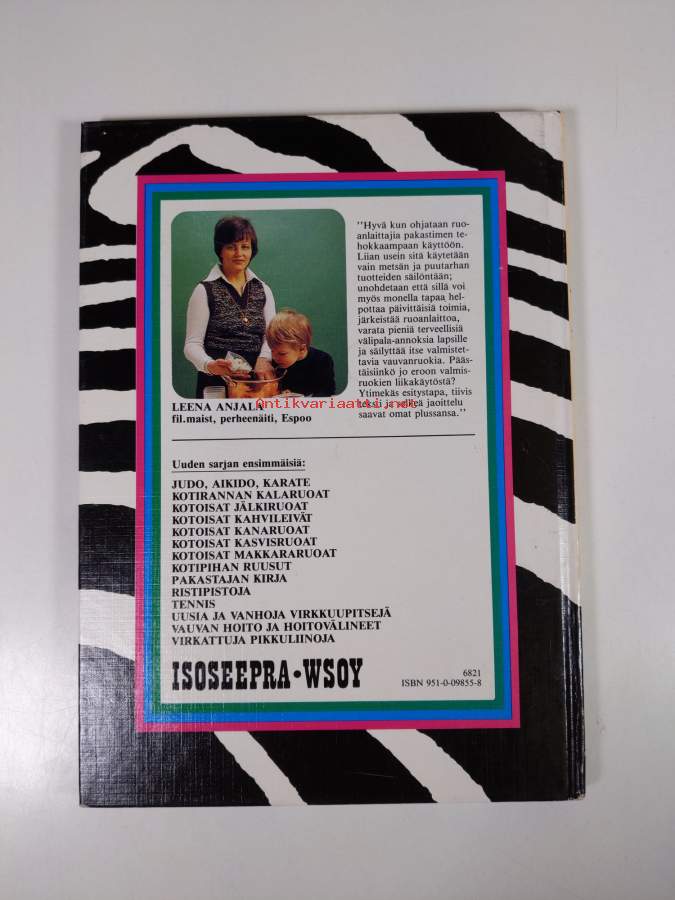 "Hyvä kun ohjataan ruo-
anlaittajia pakastimen te-
hokkaampaan käyttöön.
Liian usein sitä käytetään
vain metsän ja puutarhan
tuotteiden säilöntään;
unohdetaan että sillä voi
myös monella tapaa hel-
pottaa päivittäisiä toimia,
järkeistää ruoanlaittoa,
varata pieniä terveellisiä
välipala-annoksia lapsille
ja säilyttää itse valmistet-
tavia vauvanruokia. Pääs-
täisiinkö jo eroon valmis-
ruokien liikakäytöstä?
Ytimekäs esitystapa, tiivis
teksti ja selkeä jaoittelu
saavat omat plussansa."
Antikvariaatti.net
LEENA ANJALA
fil.maist, perheenäiti, Espoo
Uuden sarjan ensimmäisiä:
JUDO, AIKIDO, KARATE
KOTIRANNAN KALARUOAT
KOTOISAT JÄLKIRUOAT
KOTOISAT KAHVILEIVÄT
KOTOISAT KANARUOAT
KOTOISAT KASVISRUOAT
KOTOISAT MAKKARARUOAT
KOTIPIHAN RUUSUT
PAKASTAJAN KIRJA
RISTIPISTOJA
TENNIS
UUSIA JA VANHOJA VIRKKUUPITSEJÄ
VAUVAN HOITO JA HOITOVÄLINEET
VIRKATTUJA PIKKULIINOJA
ISOSEEPRA·WSOY
6821
ISBN 951-0-09855-8